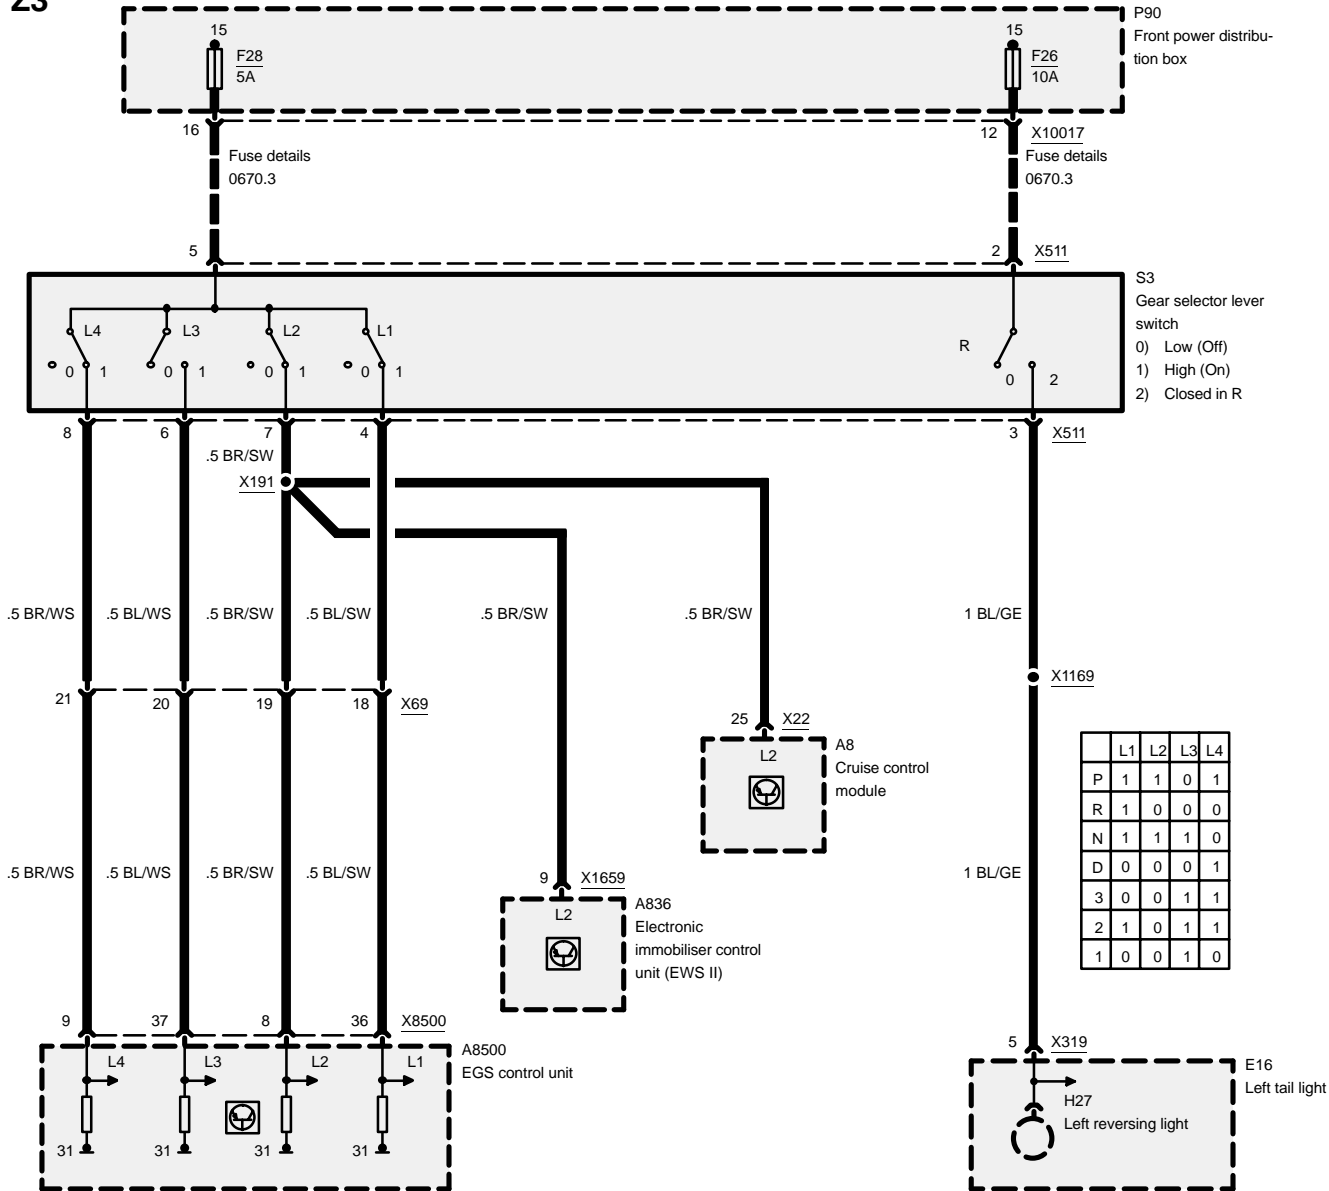 Z3
P90
Front power distribu-
tion box
15
F28
5A
15
F26
10A
16
12
X10017
Fuse details
0670.3
Fuse details
0670.3
5
2
X511
S3
Gear selector lever
switch
0) Low (Off)
1) High (On)
2) Closed in R
L4
L3
L2
L1
R
0 1
0 1
0 1
0 1
0 2
8
6
7
4
3
X511
.5 BR/SW
X191
.5 BR/WS
.5 BL/WS
.5 BR/SW
.5 BL/SW
.5 BR/SW
.5 BR/SW
1 BL/GE
X1169
21
20
19
18
X69
25
X22
L2
A8
Cruise control
module
L1 L2 L3 L4
P 1 1 0 1
R 1 0 0 0
N 1 1 1 0
D 0 0 0 1
3 0 0 1 1
2 1 0 1 1
1 0 0 1 0
.5 BR/WS
.5 BL/WS
.5 BR/SW
.5 BL/SW
1 BL/GE
9
X1659
L2
A836
Electronic
immobiliser control
unit (EWS II)
9
37
8
36
X8500
A8500
EGS control unit
L4
L3
L2
L1
31
31
31
31
5
X319
E16
Left tail light
H27
Left reversing light